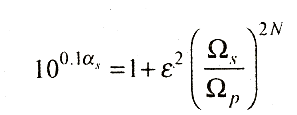 10^{0.1α_s} = 1 + ε^2 (Ω_s / Ω_p)^{2N}